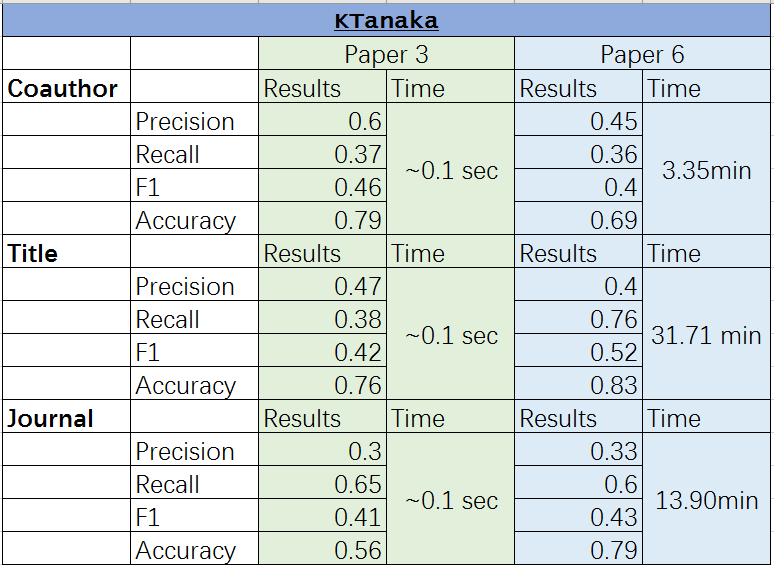 KTanaka
Paper 3 Paper 6
Coauthor Results Time Results Time
Precision 0.6 0.45
Recall 0.37 0.36
~0.1 sec 3.35min
F1 0.46 0.4
Accuracy 0.79 0.69
Title Results Time Results Time
Precision 0.47 0.4
Recall 0.38 0.76
~0.1 sec 31.71 min
F1 0.42 0.52
Accuracy 0.76 0.83
Journal Results Time Results Time
Precision 0.3 0.33
Recall 0.65 0.6
~0.1 sec 13.90min
F1 0.41 0.43
Accuracy 0.56 0.79